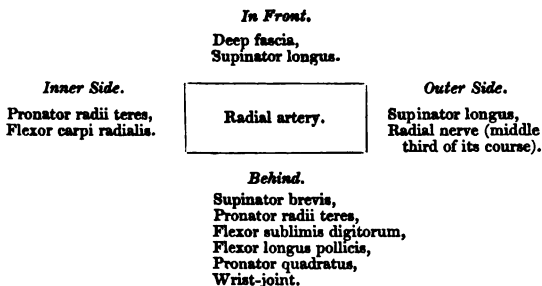 In Front.
Deep fascia,
Supinator longus.
Inner Side.
Pronator radii teres,
Flexor carpi radialis.
Radial artery.
Outer Side.
Supinator longus,
Radial nerve (middle
third of its course).
Behind.
Supinator brevis,
Pronator radii teres,
Flexor sublimis digitorum,
Flexor longus pollicis,
Pronator quadratus,
Wrist-joint.